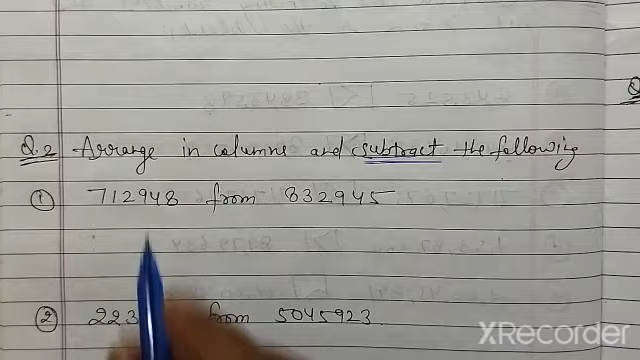 Q.2 Arrange in columns and subtract the following
① 712948 from 832945
② 223 from 5045923.
Q
XRecorder